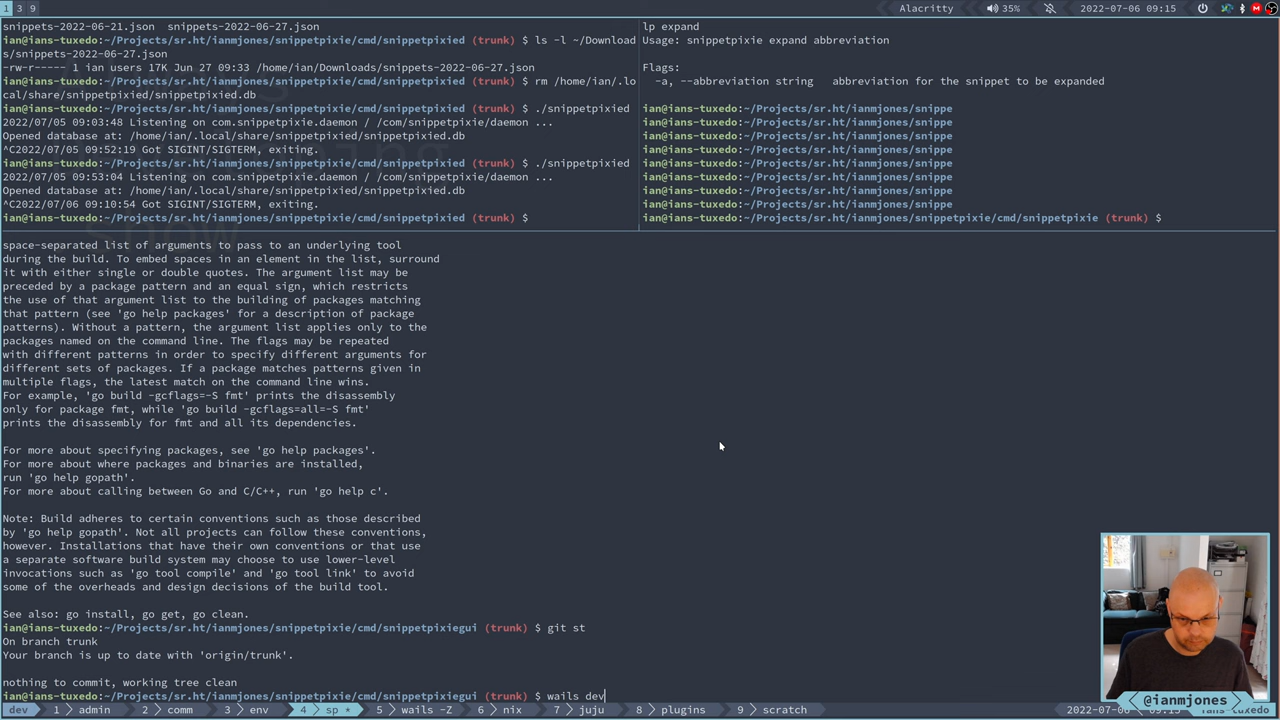 1 3 9
Alacritty 35% 2022-07-06 09:15
snippets-2022-06-21.json snippets-2022-06-27.json
ian@ians-tuxedo:~/Projects/sr.ht/ianmjones/snippetpixie/cmd/snippetpixied (trunk) $ ls -l ~/Download
s/snippets-2022-06-27.json
-rw-r----- 1 ian users 17K Jun 27 09:33 /home/ian/Downloads/snippets-2022-06-27.json
ian@ians-tuxedo:~/Projects/sr.ht/ianmjones/snippetpixie/cmd/snippetpixied (trunk) $ rm /home/ian/.lo
cal/share/snippetpixied/snippetpixied.db
ian@ians-tuxedo:~/Projects/sr.ht/ianmjones/snippetpixie/cmd/snippetpixied (trunk) $ ./snippetpixied
2022/07/05 09:03:48 Listening on com.snippetpixie.daemon / /com/snippetpixie/daemon ...
Opened database at: /home/ian/.local/share/snippetpixied/snippetpixied.db
^C2022/07/05 09:52:19 Got SIGINT/SIGTERM, exiting.
ian@ians-tuxedo:~/Projects/sr.ht/ianmjones/snippetpixie/cmd/snippetpixied (trunk) $ ./snippetpixied
2022/07/05 09:53:04 Listening on com.snippetpixie.daemon / /com/snippetpixie/daemon ...
Opened database at: /home/ian/.local/share/snippetpixied/snippetpixied.db
^C2022/07/06 09:10:54 Got SIGINT/SIGTERM, exiting.
ian@ians-tuxedo:~/Projects/sr.ht/ianmjones/snippetpixie/cmd/snippetpixied (trunk) $
lp expand
Usage: snippetpixie expand abbreviation
Flags:
-a, --abbreviation string abbreviation for the snippet to be expanded
ian@ians-tuxedo:~/Projects/sr.ht/ianmjones/snippe
ian@ians-tuxedo:~/Projects/sr.ht/ianmjones/snippe
ian@ians-tuxedo:~/Projects/sr.ht/ianmjones/snippe
ian@ians-tuxedo:~/Projects/sr.ht/ianmjones/snippe
ian@ians-tuxedo:~/Projects/sr.ht/ianmjones/snippe
ian@ians-tuxedo:~/Projects/sr.ht/ianmjones/snippe
ian@ians-tuxedo:~/Projects/sr.ht/ianmjones/snippe
ian@ians-tuxedo:~/Projects/sr.ht/ianmjones/snippe
ian@ians-tuxedo:~/Projects/sr.ht/ianmjones/snippetpixie/cmd/snippetpixie (trunk) $
space-separated list of arguments to pass to an underlying tool
during the build. To embed spaces in an element in the list, surround
it with either single or double quotes. The argument list may be
preceded by a package pattern and an equal sign, which restricts
the use of that argument list to the building of packages matching
that pattern (see 'go help packages' for a description of package
patterns). Without a pattern, the argument list applies only to the
packages named on the command line. The flags may be repeated
with different patterns in order to specify different arguments for
different sets of packages. If a package matches patterns given in
multiple flags, the latest match on the command line wins.
For example, 'go build -gcflags=-S fmt' prints the disassembly
only for package fmt, while 'go build -gcflags=all=-S fmt'
prints the disassembly for fmt and all its dependencies.
For more about specifying packages, see 'go help packages'.
For more about where packages and binaries are installed,
run 'go help gopath'.
For more about calling between Go and C/C++, run 'go help c'.
Note: Build adheres to certain conventions such as those described
by 'go help gopath'. Not all projects can follow these conventions,
however. Installations that have their own conventions or that use
a separate software build system may choose to use lower-level
invocations such as 'go tool compile' and 'go tool link' to avoid
some of the overheads and design decisions of the build tool.
See also: go install, go get, go clean.
ian@ians-tuxedo:~/Projects/sr.ht/ianmjones/snippetpixie/cmd/snippetpixiegui (trunk) $ git st
On branch trunk
Your branch is up to date with 'origin/trunk'.
nothing to commit, working tree clean
ian@ians-tuxedo:~/Projects/sr.ht/ianmjones/snippetpixie/cmd/snippetpixiegui (trunk) $ wails dev
dev 1 admin 2 comm 3 env 4 sp * 5 wails -Z 6 nix 7 juju 8 plugins 9 scratch 2022-07-06
@ianmjones